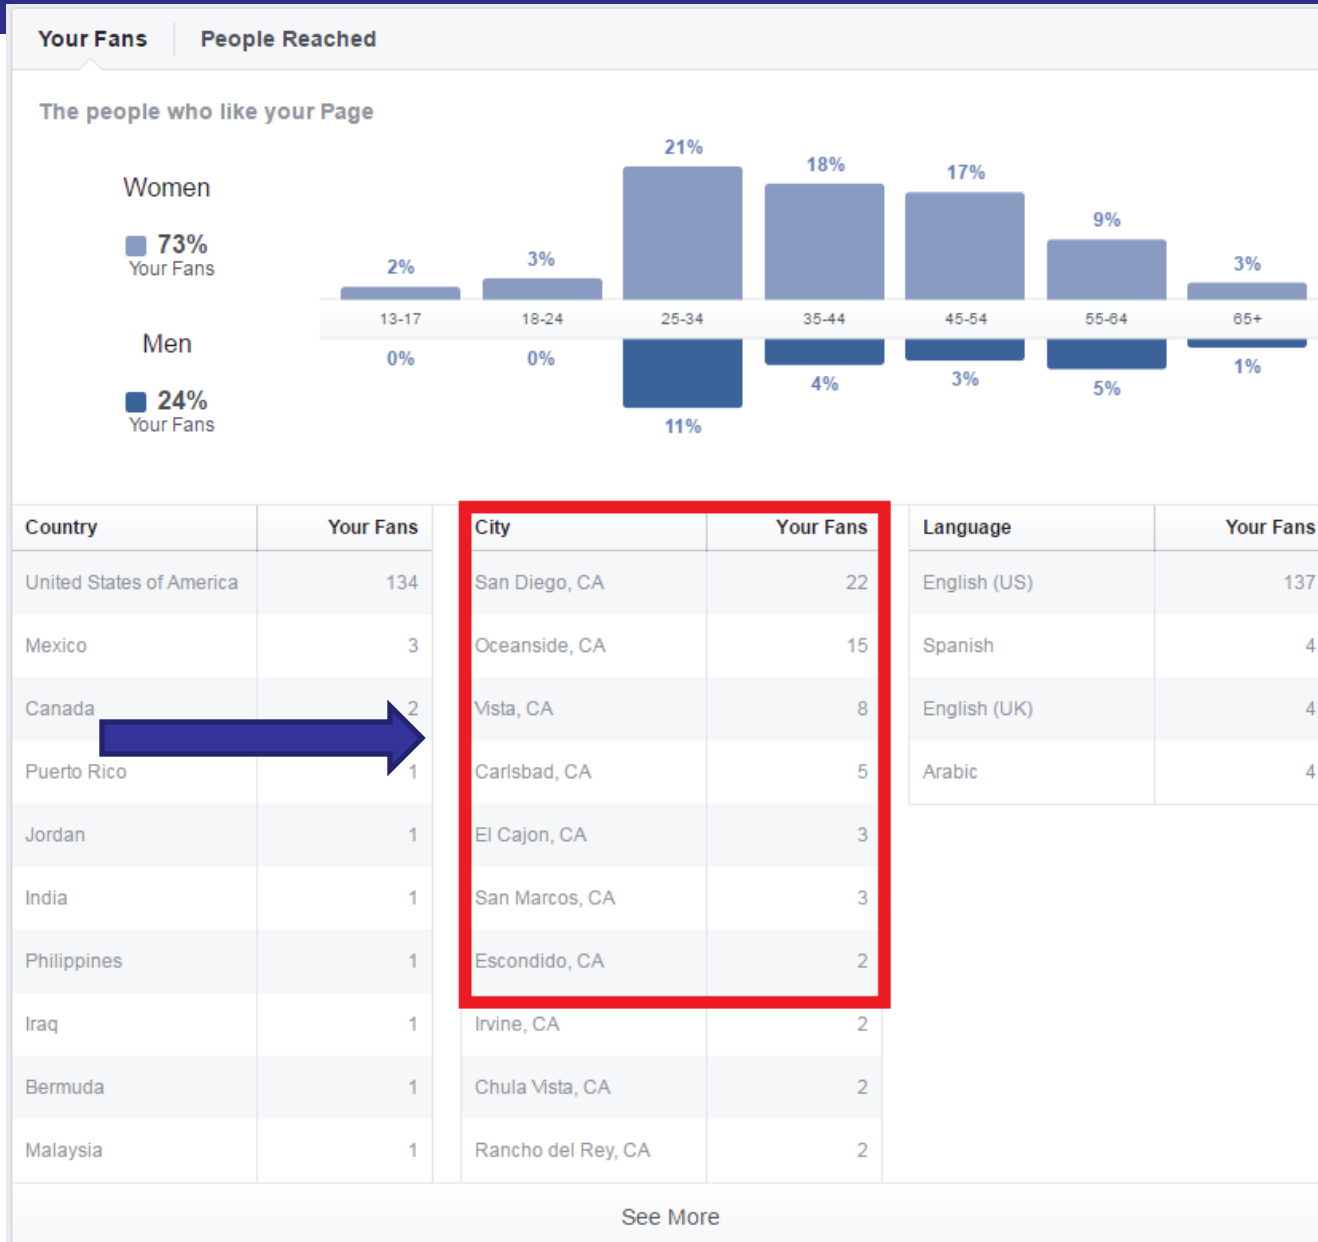 Your Fans People Reached
The people who like your Page
Women
73%
Your Fans
Men
24%
Your Fans
2% 3% 21% 18% 17% 9% 3%
13-17 18-24 25-34 35-44 45-54 55-64 65+
0% 0% 11% 4% 3% 5% 1%
Country Your Fans
United States of America 134
Mexico 3
Canada 2
Puerto Rico 1
Jordan 1
India 1
Philippines 1
Iraq 1
Bermuda 1
Malaysia 1
City Your Fans
San Diego, CA 22
Oceanside, CA 15
Vista, CA 8
Carlsbad, CA 5
El Cajon, CA 3
San Marcos, CA 3
Escondido, CA 2
Irvine, CA 2
Chula Vista, CA 2
Rancho del Rey, CA 2
Language Your Fans
English (US) 137
Spanish 4
English (UK) 4
Arabic 4
See More